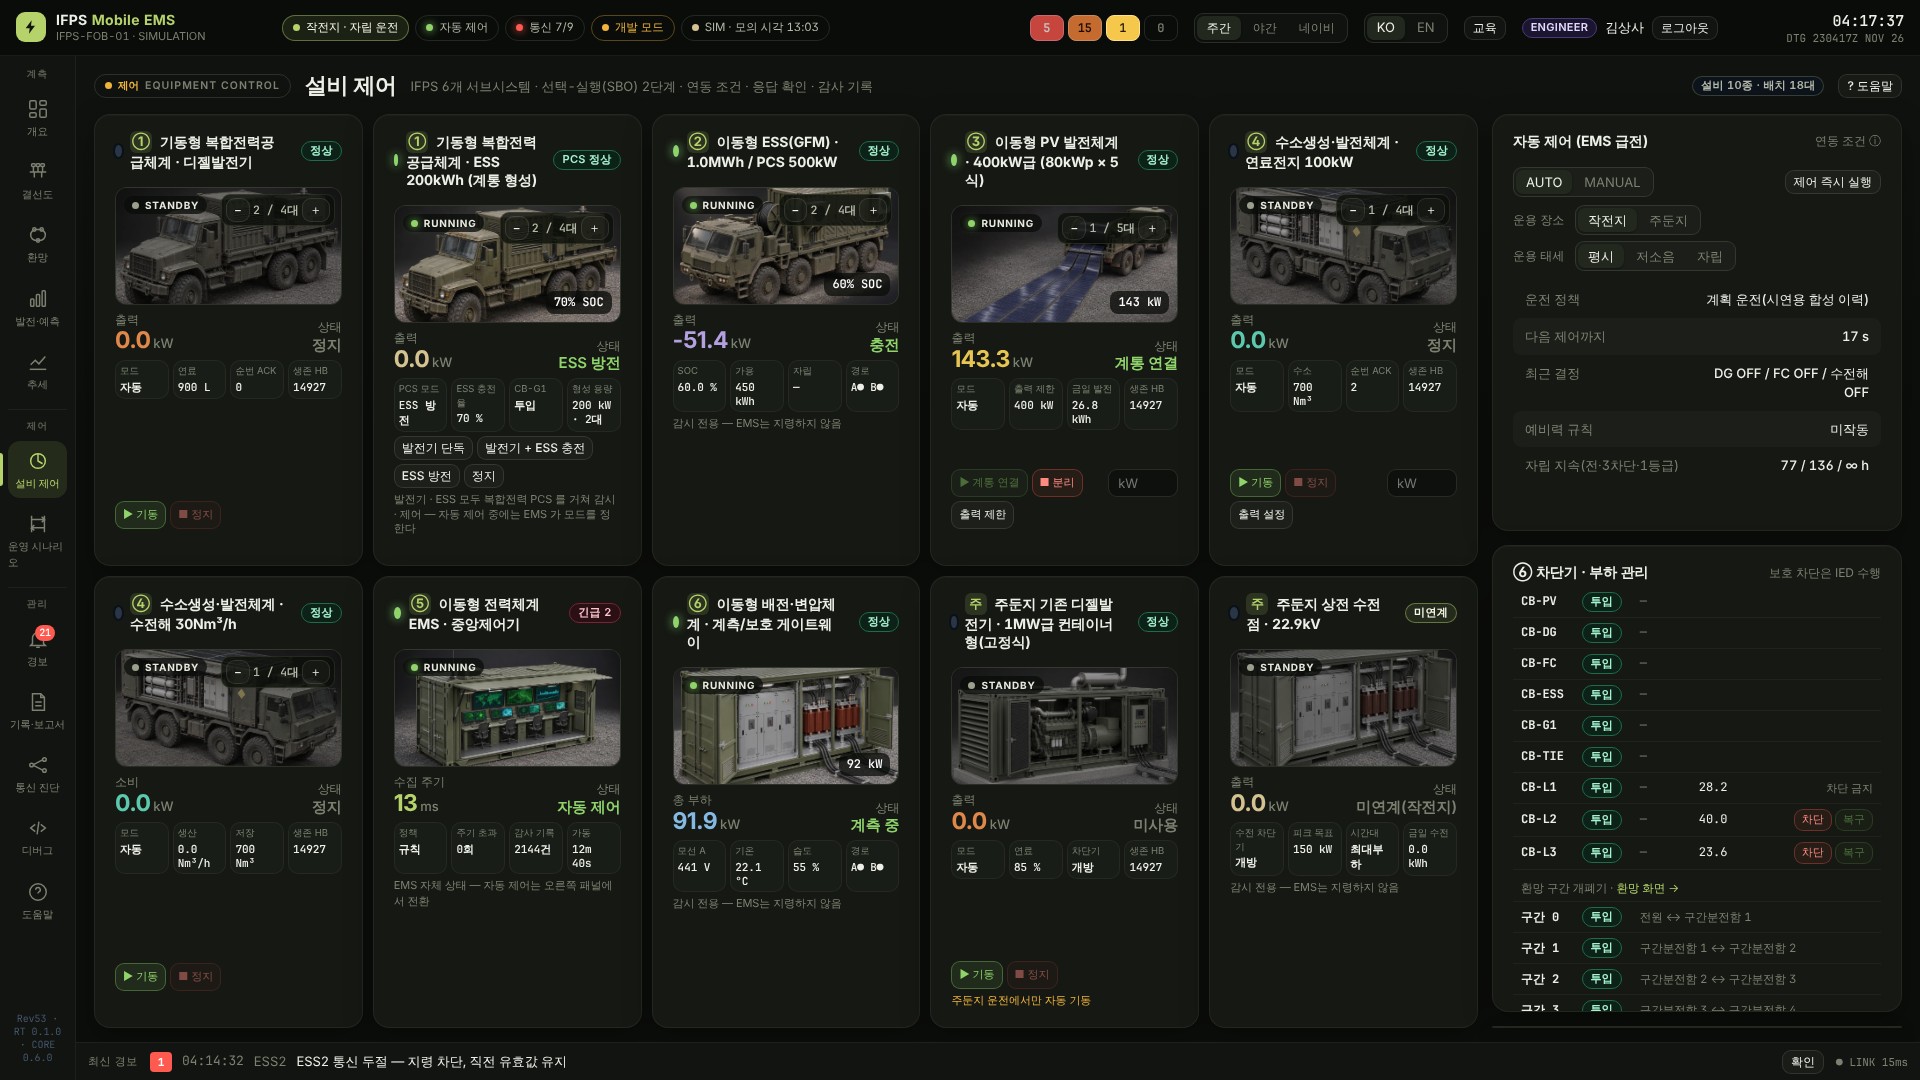 IFPS Mobile EMS
IFPS-FOB-01 · SIMULATION
작전지 · 자립 운전
자동 제어
통신 7/9
개발 모드
SIM · 모의 시각 13:03
5 15 1 0
주간 야간 네이비
KO EN
교육
ENGINEER 김상사 로그아웃
04:17:37
DTG 230417Z NOV 26
계측
개요
결선도
환망
발전·예측
추세
제어
설비 제어
운영 시나리
오
관리
21
경보
기록·보고서
통신 진단
디버그
도움말
RevS3 ·
RT 0.1.0
· CORE
0.6.0
제어 EQUIPMENT CONTROL
설비 제어
IFPS 6개 서브시스템 · 선택-실행(SBO) 2단계 · 연동 조건 · 응답 확인 · 감사 기록
설비 10종 · 배치 18대
? 도움말
① 기동형 복합전력공
급체계 · 디젤발전기
정상
STANDBY
− 2 / 4대 +
출력
0.0 kW
상태
정지
모드 자동
연료 900 L
순번 ACK 0
생존 HB 14927
▶ 기동 ■ 정지
① 기동형 복합전력
공급체계 · ESS
200kWh (계통 형성)
PCS 정상
RUNNING
− 2 / 4대 +
70% SOC
출력
0.0 kW
상태
ESS 방전
PCS 모드 ESS 방전
ESS 충전율 70 %
CB-G1 투입
형성 용량 200 kW · 2대
발전기 단독 발전기 + ESS 충전
ESS 방전 정지
발전기 · ESS 모두 복합전력 PCS 를 거쳐 감시
· 제어 — 자동 제어 중에는 EMS 가 모드를 정
한다
② 이동형 ESS(GFM) ·
1.0MWh / PCS 500kW
정상
RUNNING
− 2 / 4대 +
60% SOC
출력
-51.4 kW
상태
충전
SOC 60.0 %
가용 450 kWh
자립 —
경로 A● B●
감시 전용 — EMS는 지령하지 않음
③ 이동형 PV 발전체계
· 400kW급 (80kWp × 5
식)
정상
RUNNING
− 1 / 5대 +
143 kW
출력
143.3 kW
상태
계통 연결
모드 자동
출력 제한 400 kW
금일 발전 26.8 kWh
생존 HB 14927
▶ 계통 연결 ■ 분리 kW
출력 제한
④ 수소생성·발전체계 ·
연료전지 100kW
정상
STANDBY
− 1 / 4대 +
출력
0.0 kW
상태
정지
모드 자동
수소 700 Nm³
순번 ACK 2
생존 HB 14927
▶ 기동 ■ 정지 kW
출력 설정
④ 수소생성·발전체계 ·
수전해 30Nm³/h
정상
STANDBY
− 1 / 4대 +
소비
0.0 kW
상태
정지
모드 자동
생산 0.0 Nm³/h
저장 700 Nm³
생존 HB 14927
▶ 기동 ■ 정지
⑤ 이동형 전력체계
EMS · 중앙제어기
긴급 2
RUNNING
수집 주기
13 ms
상태
자동 제어
정책 규칙
주기 초과 0회
감사 기록 2144건
가동 12m 40s
EMS 자체 상태 — 자동 제어는 오른쪽 패널에
서 전환
⑥ 이동형 배전·변압체
계 · 계측/보호 게이트웨
이
정상
RUNNING
92 kW
총 부하
91.9 kW
상태
계측 중
모선 A 441 V
기온 22.1 °C
습도 55 %
경로 A● B●
감시 전용 — EMS는 지령하지 않음
주 주둔지 기존 디젤발
전기 · 1MW급 컨테이너
형(고정식)
정상
STANDBY
출력
0.0 kW
상태
미사용
모드 자동
연료 85 %
차단기 개방
생존 HB 14927
▶ 기동 ■ 정지
주둔지 운전에서만 자동 기동
주 주둔지 상전 수전
점 · 22.9kV
미연계
STANDBY
출력
0.0 kW
상태
미연계(작전지)
수전 차단기 개방
피크 목표 150 kW
시간대 최대부하
금일 수전 0.0 kWh
감시 전용 — EMS는 지령하지 않음
자동 제어 (EMS 급전)
연동 조건 ⓘ
AUTO MANUAL
제어 즉시 실행
운용 장소 작전지 주둔지
운용 태세 평시 저소음 자립
운전 정책 계획 운전(시연용 합성 이력)
다음 제어까지 17 s
최근 결정 DG OFF / FC OFF / 수전해
OFF
예비력 규칙 미작동
자립 지속(전·3차단·1등급) 77 / 136 / ∞ h
⑥ 차단기 · 부하 관리
보호 차단은 IED 수행
CB-PV 투입 —
CB-DG 투입 —
CB-FC 투입 —
CB-ESS 투입 —
CB-G1 투입 —
CB-TIE 투입 —
CB-L1 투입 — 28.2 차단 금지
CB-L2 투입 — 40.0 차단 복구
CB-L3 투입 — 23.6 차단 복구
환망 구간 개폐기 · 환망 화면 →
구간 0 투입 전원 ↔ 구간분전함 1
구간 1 투입 구간분전함 1 ↔ 구간분전함 2
구간 2 투입 구간분전함 2 ↔ 구간분전함 3
구간 3 투입 구간분전함 3 ↔ 구간분전함 4
최신 경보 1 04:14:32 ESS2 ESS2 통신 두절 — 지령 차단, 직전 유효값 유지
확인
LINK 15ms